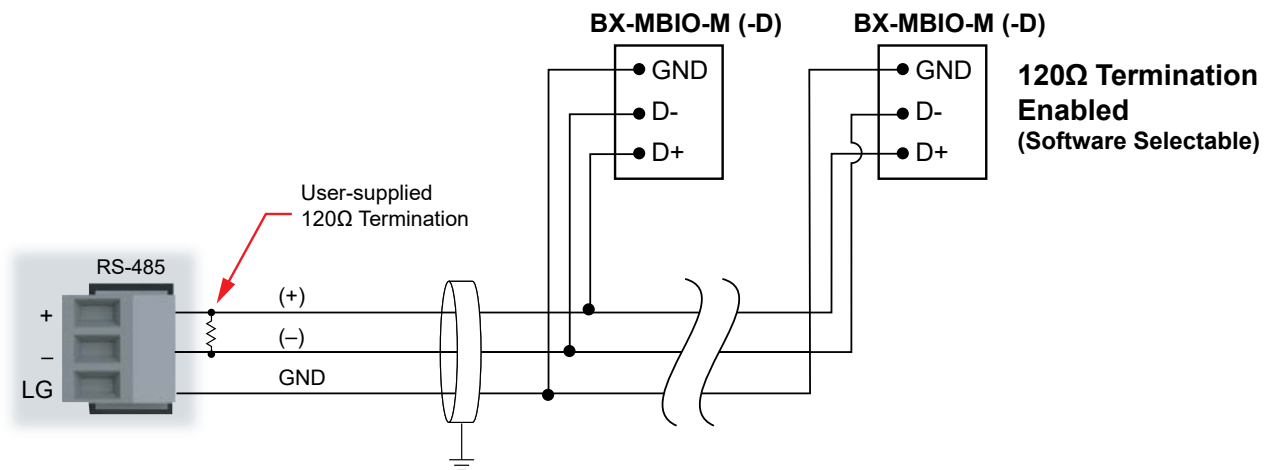 BX-MBIO-M (-D)
BX-MBIO-M (-D)
GND
D-
D+
GND
D-
D+
120Ω Termination
Enabled
(Software Selectable)
User-supplied
120Ω Termination
RS-485
+
–
LG
(+)
(–)
GND